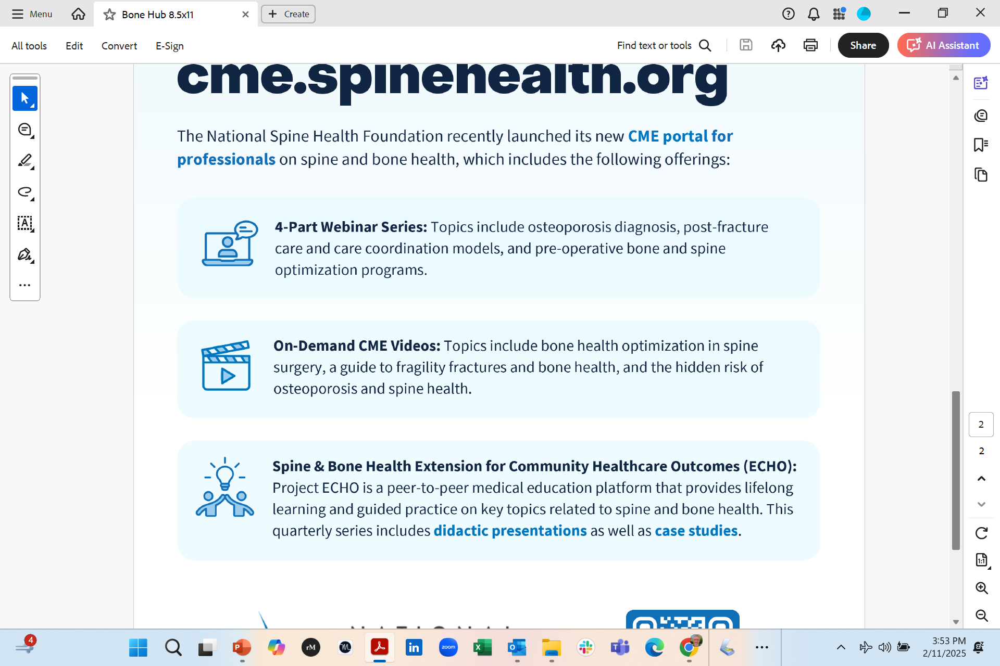 Menu
Bone Hub 8.5x11
Create
All tools
Edit
Convert
E-Sign
Find text or tools
Share
AI Assistant
cme.spinehealth.org
The National Spine Health Foundation recently launched its new CME portal for
professionals on spine and bone health, which includes the following offerings:
4-Part Webinar Series: Topics include osteoporosis diagnosis, post-fracture
care and care coordination models, and pre-operative bone and spine
optimization programs.
On-Demand CME Videos: Topics include bone health optimization in spine
surgery, a guide to fragility fractures and bone health, and the hidden risk of
osteoporosis and spine health.
Spine & Bone Health Extension for Community Healthcare Outcomes (ECHO):
Project ECHO is a peer-to-peer medical education platform that provides lifelong
learning and guided practice on key topics related to spine and bone health. This
quarterly series includes didactic presentations as well as case studies.
NATIONAL
2
2
1:1
4
P
rM
M
in
zoom
X
O
T
3:53 PM
2/11/2025